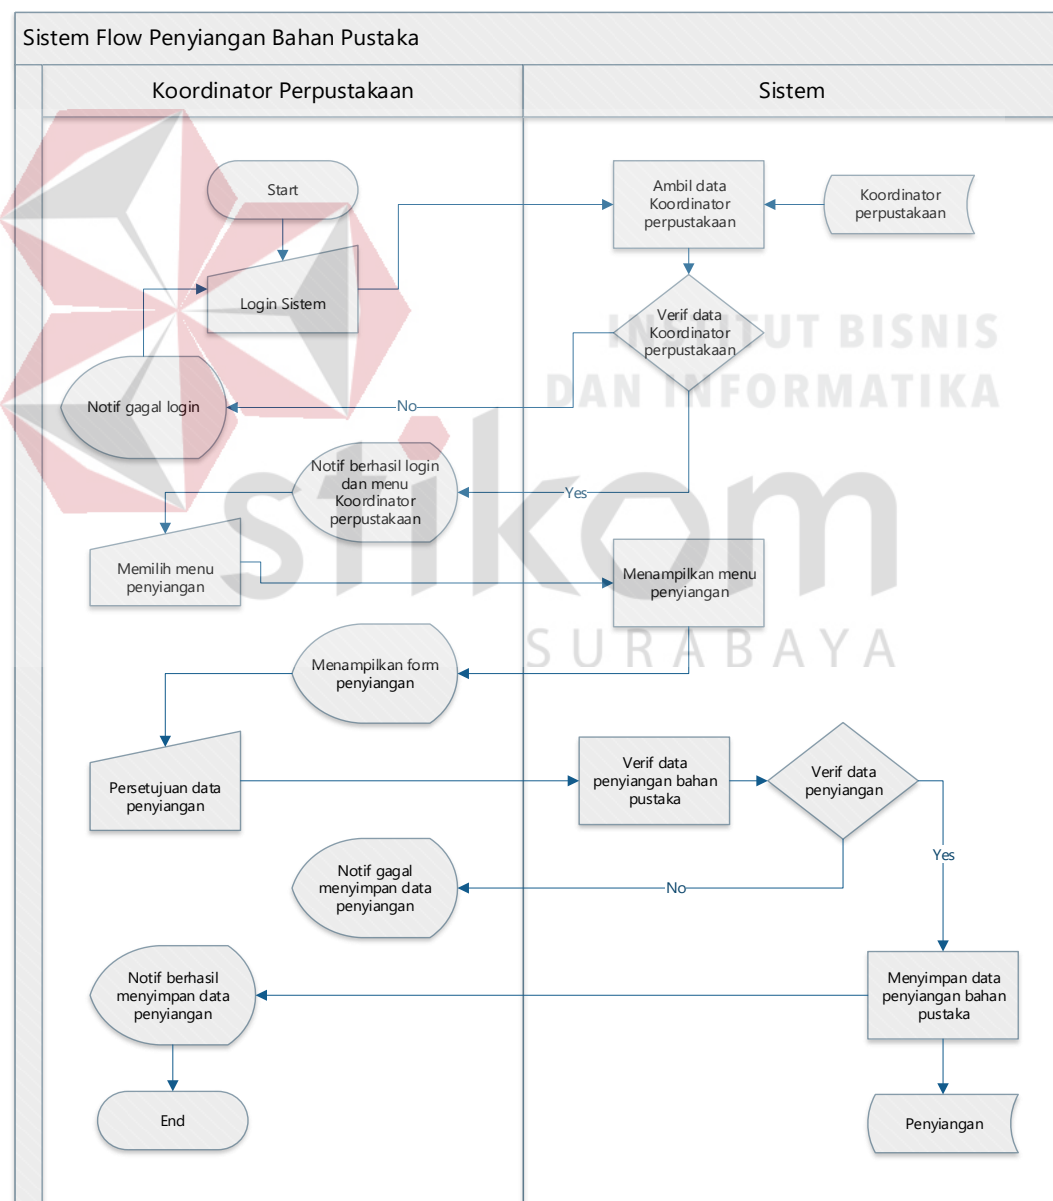 Sistem Flow Penyiangan Bahan Pustaka
Koordinator Perpustakaan
Sistem
Start
Ambil data
Koordinator
perpustakaan
Koordinator
perpustakaan
Login Sistem
Verif data
Koordinator
perpustakaan
INSTITUT BISNIS
DAN INFORMATIKA
Notif gagal login
No
stikom
SURABAYA
Notif berhasil login
dan menu
Koordinator
perpustakaan
Yes
Memilih menu
penyiangan
Menampilkan menu
penyiangan
Menampilkan form
penyiangan
Persetujuan data
penyiangan
Verif data
penyiangan bahan
pustaka
Verif data
penyiangan
Yes
Notif gagal
menyimpan data
penyiangan
No
Notif berhasil
menyimpan data
penyiangan
Menyimpan data
penyiangan bahan
pustaka
End
Penyiangan